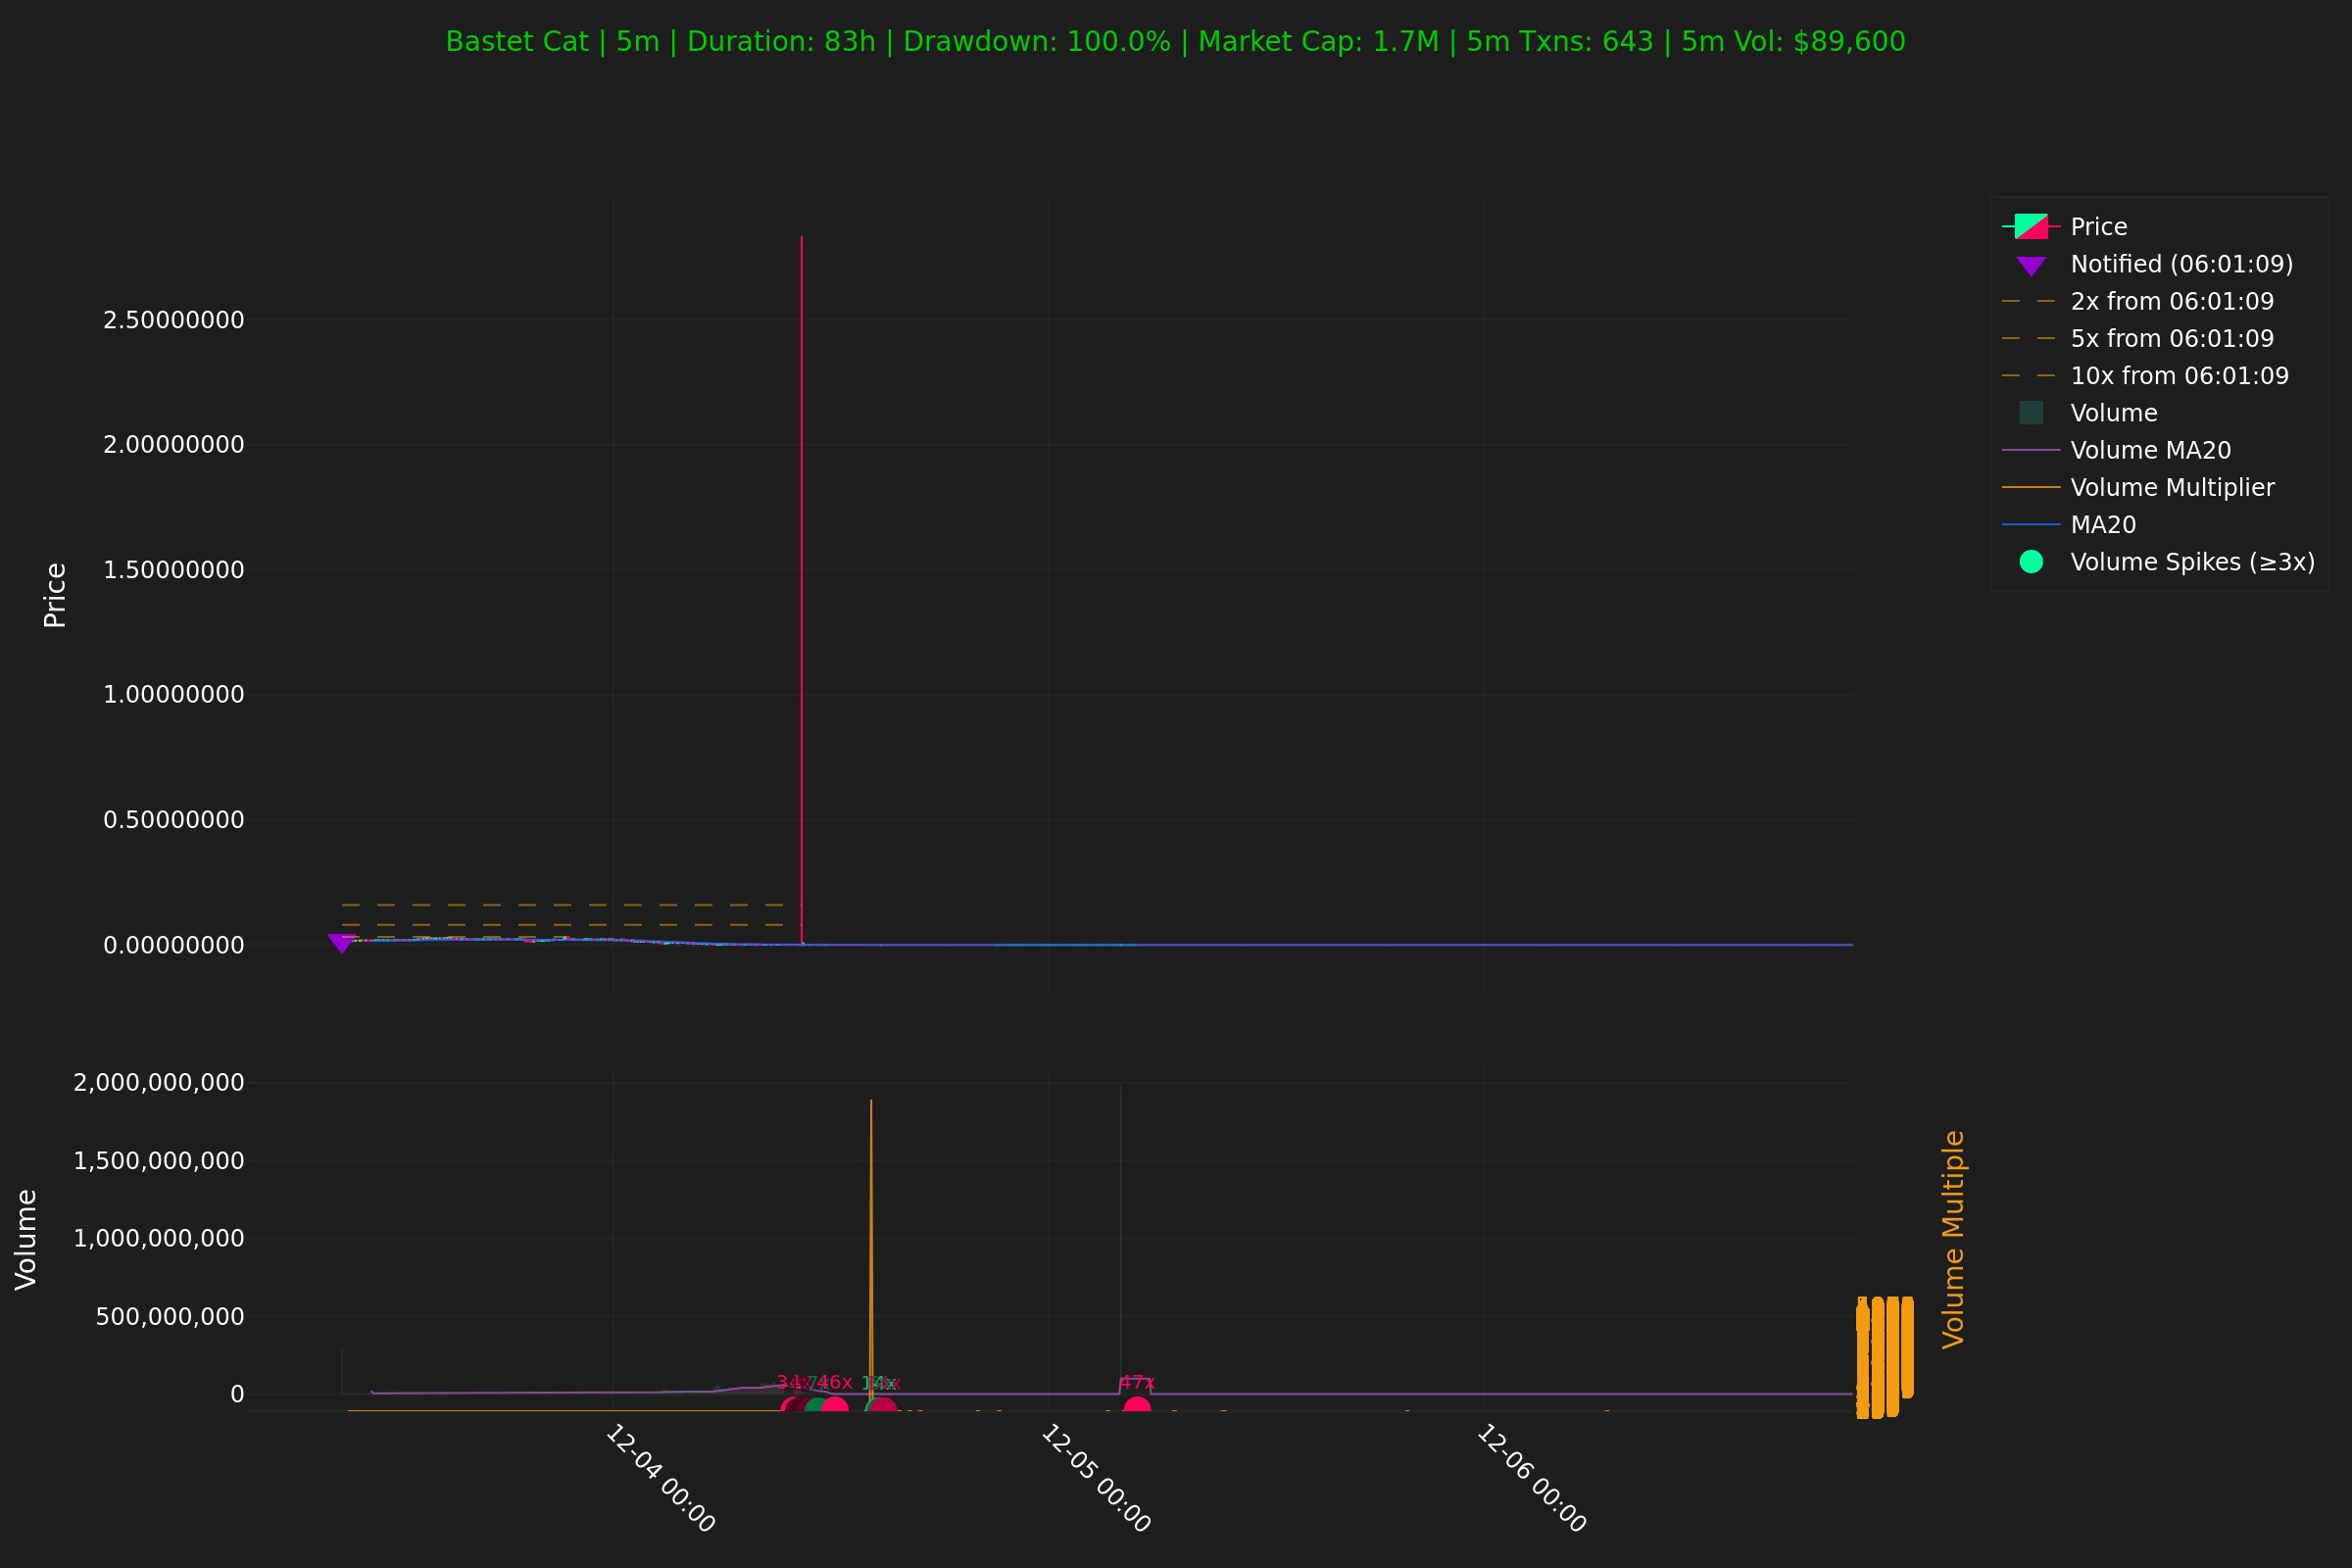 Bastet Cat | 5m | Duration: 83h | Drawdown: 100.0% | Market Cap: 1.7M | 5m Txns: 643 | 5m Vol: $89,600
Price
2.50000000
2.00000000
1.50000000
1.00000000
0.50000000
0.00000000
Price
Notified (06:01:09)
2x from 06:01:09
5x from 06:01:09
10x from 06:01:09
Volume
Volume MA20
Volume Multiplier
MA20
Volume Spikes (≥3x)
Volume
2,000,000,000
1,500,000,000
1,000,000,000
500,000,000
0
34x
46x
14x
47x
Volume Multiple
12-04 00:00
12-05 00:00
12-06 00:00